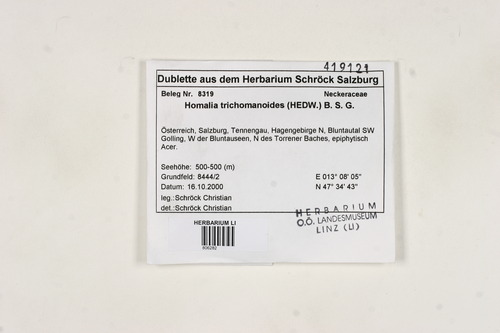 419121
Dublette aus dem Herbarium Schröck Salzburg
Beleg Nr. 8319 Neckeraceae
Homalia trichomanoides (HEDW.) B. S. G.
Österreich, Salzburg, Tennengau, Hagengebirge N, Bluntautal SW
Golling, W der Bluntauseen, N des Torrener Baches, epiphytisch
Acer.
Seehöhe: 500-500 (m)
Grundfeld: 8444/2 E 013° 08' 05"
Datum: 16.10.2000 N 47° 34' 43"
leg.:Schröck Christian
det.:Schröck Christian
HERBARIUM
O.Ö. LANDESMUSEUM
LINZ (LI)
HERBARIUM LI
606282